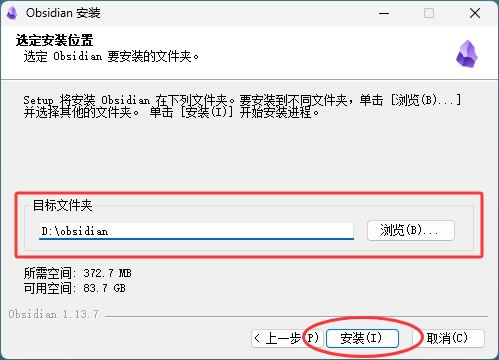 Obsidian 安装
选定安装位置
选定 Obsidian 要安装的文件夹。
Setup 将安装 Obsidian 在下列文件夹。要安装到不同文件夹，单击 [浏览(B)...]
并选择其他的文件夹。 单击 [安装(I)] 开始安装进程。
目标文件夹
D:\obsidian
浏览(B)...
所需空间: 372.7 MB
可用空间: 83.7 GB
Obsidian 1.13.7
< 上一步(P)
安装(I)
取消(C)